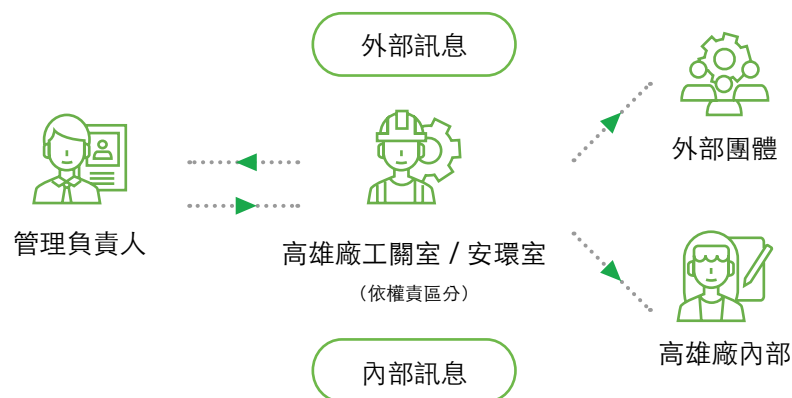 外部訊息
外部團體
管理負責人
高雄廠工關室 / 安環室
（依權責區分）
高雄廠內部
內部訊息